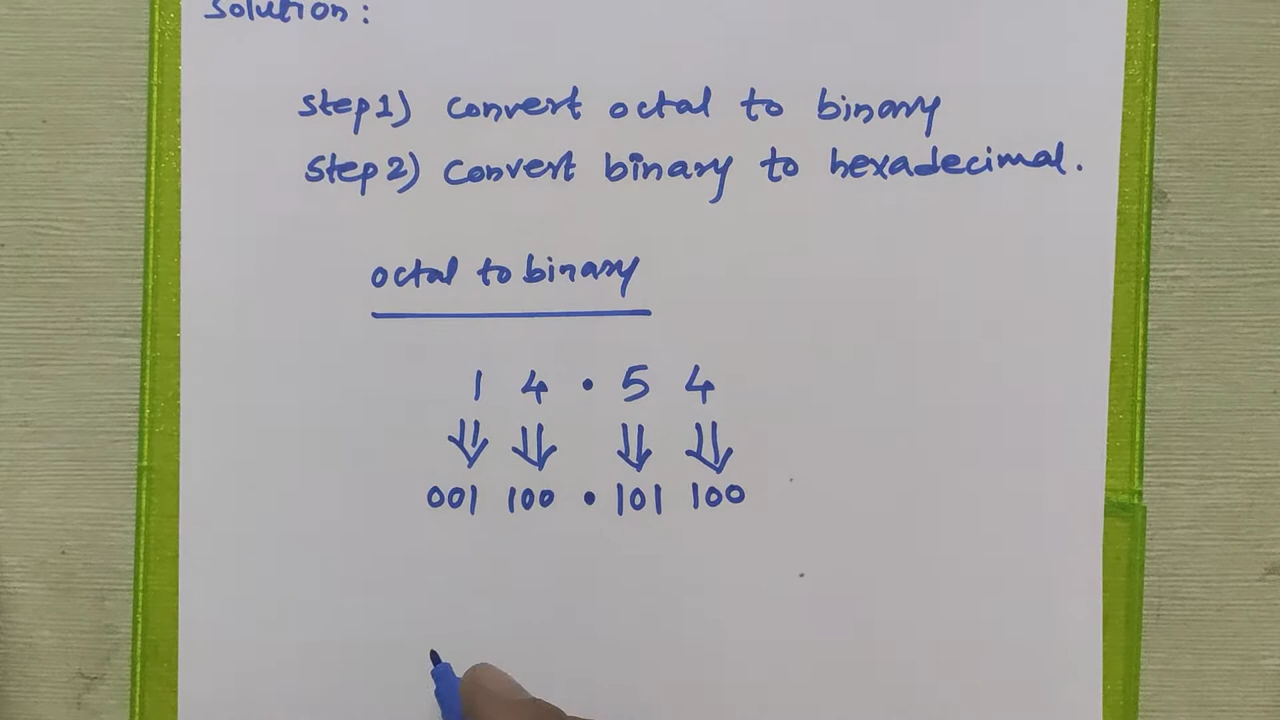 Solution:
Step 1) Convert octal to binary
Step 2) Convert binary to hexadecimal.
octal to binary
1 4 . 5 4
⇓ ⇓ ⇓ ⇓
001 100 . 101 100